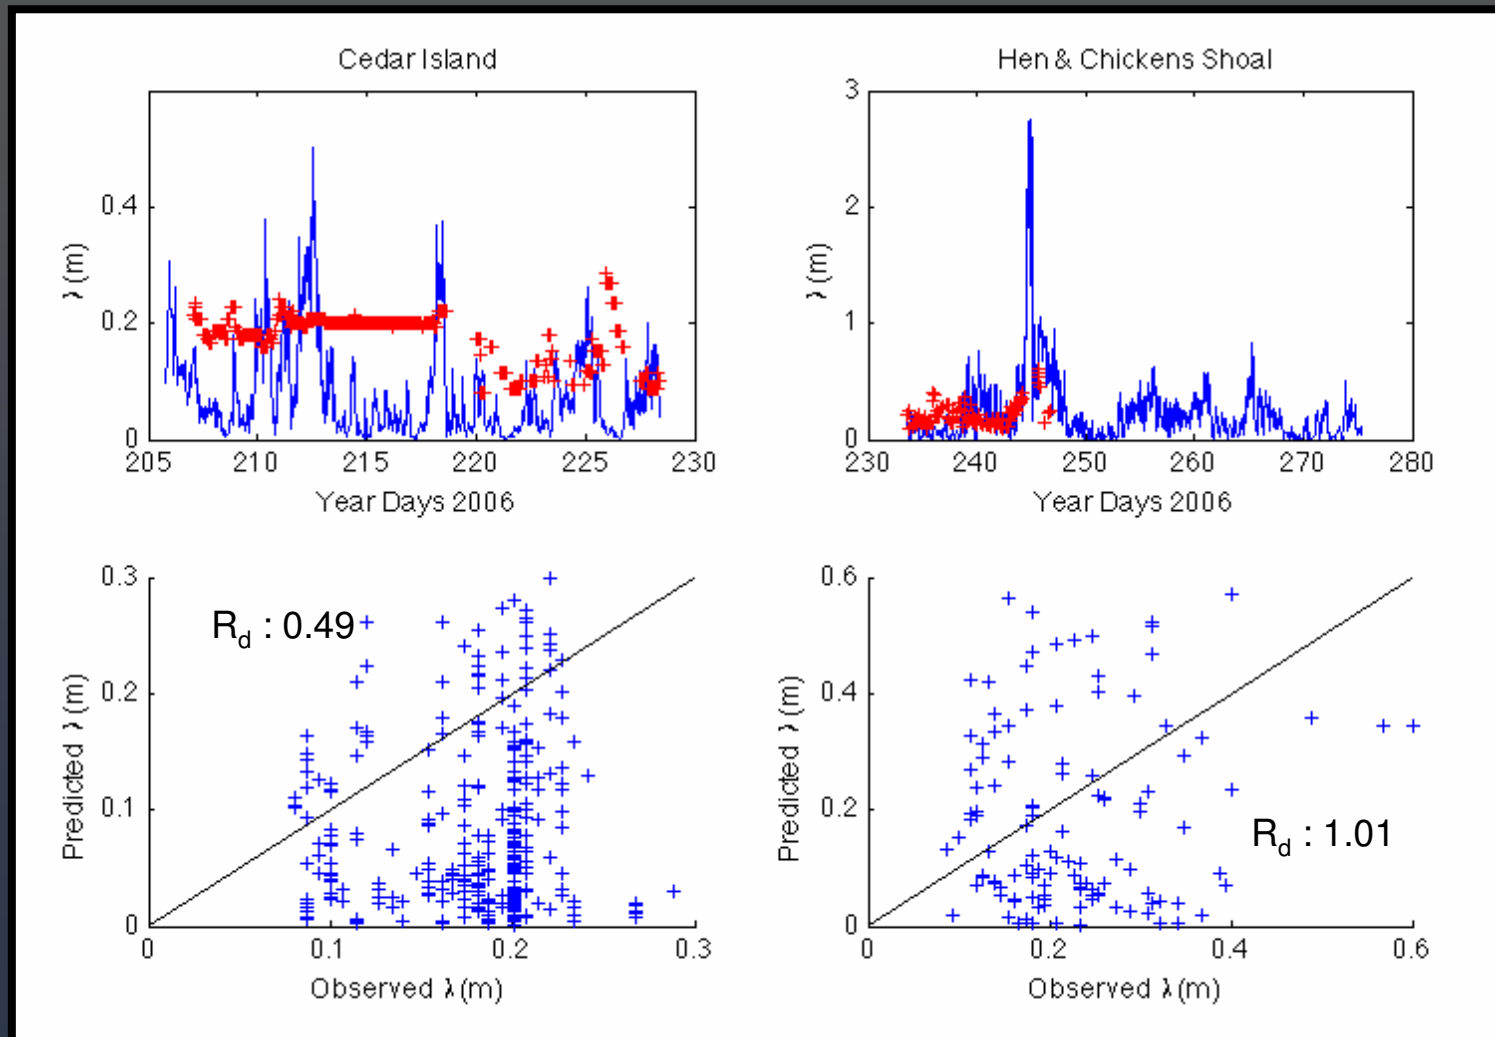 Cedar Island
λ (m)
0.4
0.2
0
205 210 215 220 225 230
Year Days 2006
Hen & Chickens Shoal
λ (m)
3
2
1
0
230 240 250 260 270 280
Year Days 2006
Predicted λ (m)
0.3
0.2
0.1
0
R_d : 0.49
0 0.1 0.2 0.3
Observed λ (m)
Predicted λ (m)
0.6
0.4
0.2
0
R_d : 1.01
0 0.2 0.4 0.6
Observed λ (m)